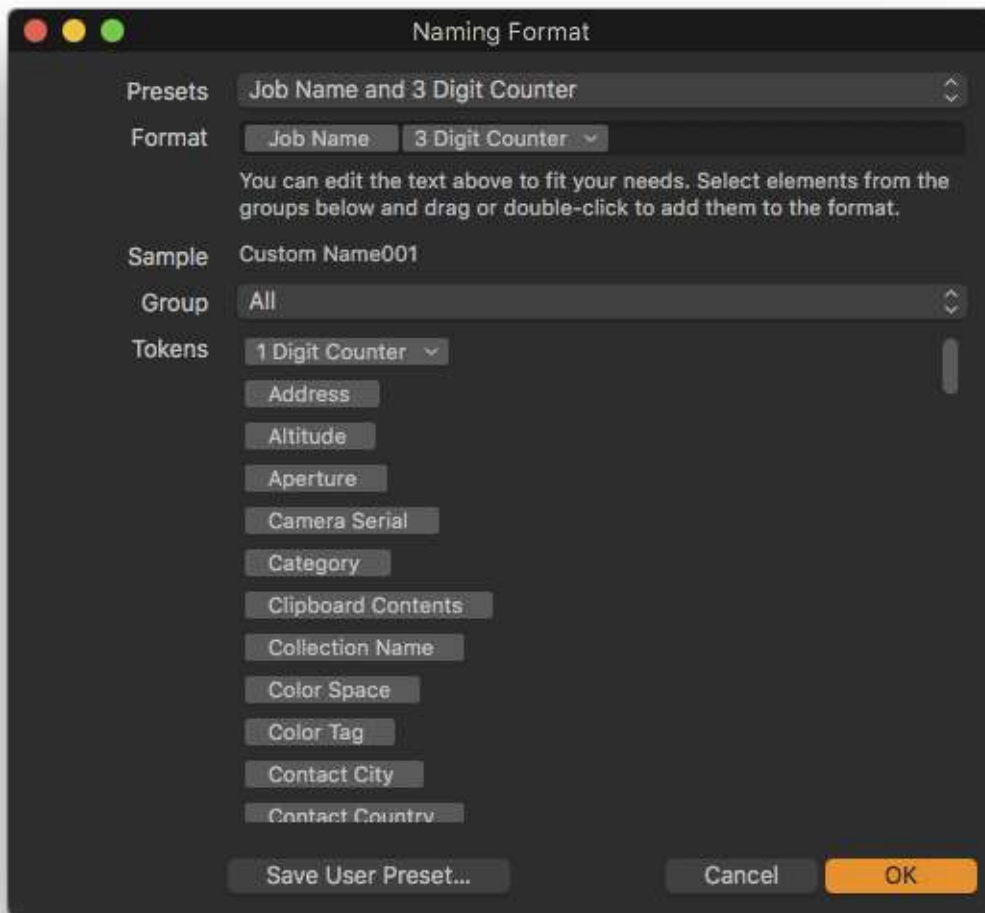 Naming Format
Presets Job Name and 3 Digit Counter
Format Job Name 3 Digit Counter
You can edit the text above to fit your needs. Select elements from the
groups below and drag or double-click to add them to the format.
Sample Custom Name001
Group All
Tokens 1 Digit Counter
Address
Altitude
Aperture
Camera Serial
Category
Clipboard Contents
Collection Name
Color Space
Color Tag
Contact City
Contact Country
Save User Preset... Cancel OK